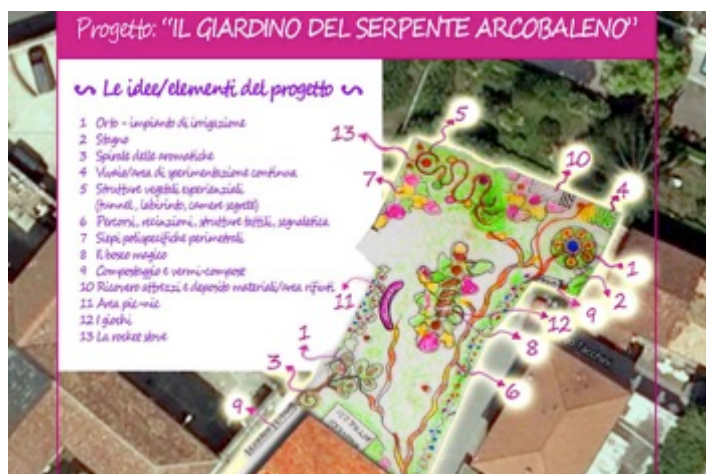 Progetto: "IL GIARDINO DEL SERPENTE ARCOBALENO"
Le idee/elementi del progetto
1 Orto - impianto di irrigazione
2 Stagno
3 Spirale delle aromatiche
4 Vivaio/area di sperimentazione continua
5 Strutture vegetali esperienziali
(tunnel, labirinto, camere segrete)
6 Percorsi, recinzioni, strutture tattili, segnaletica
7 Siepi polispecifiche perimetrali
8 Il bosco magico
9 Compostaggio e vermi-compost
10 Ricovero attrezzi e deposito materiali/area rifiuti
11 Area pic-nic
12 I giochi
13 La rocket stove
5
13
10
7
4
1
2
11
9
12
8
1
3
6
9